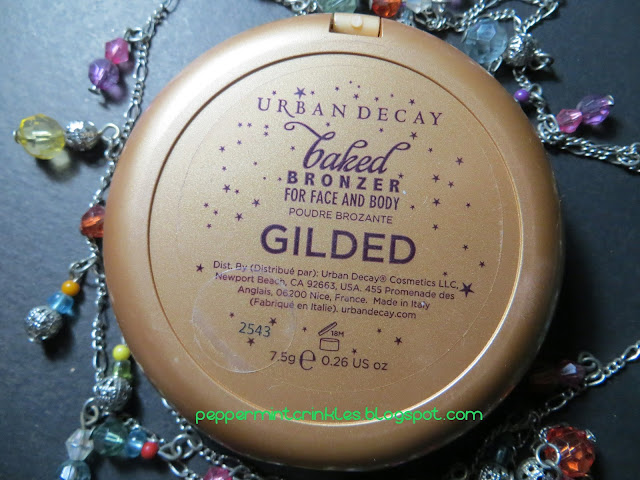 URBAN DECAY
baked
BRONZER
FOR FACE AND BODY
POUDRE BROZANTE
GILDED
Dist. By (Distribué par): Urban Decay® Cosmetics LLC,
Newport Beach, CA 92663, USA. 455 Promenade des
Anglais, 06200 Nice, France. Made in Italy
(Fabriqué en Italie). urbandecay.com
2543
18M
7.5g e 0.26 US oz
peppermintcrinkles.blogspot.com